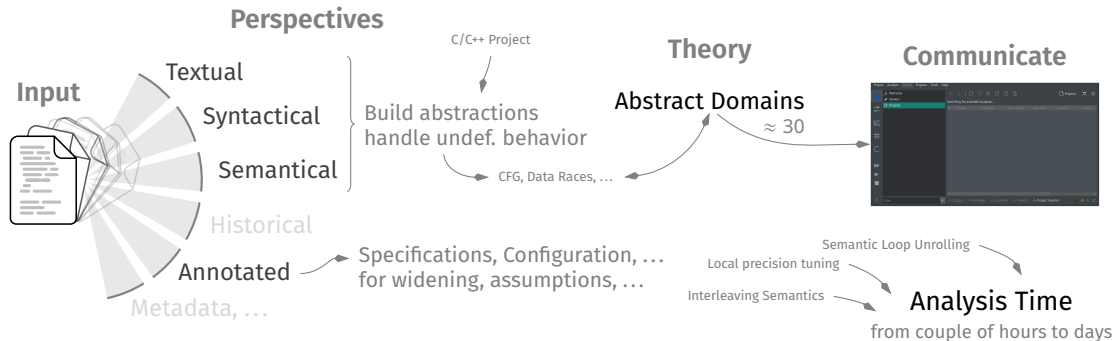 Perspectives
C/C++ Project
Theory
Communicate
Input
Textual
Syntactical
Semantical
Historical
Annotated
Metadata, …
Build abstractions
handle undef. behavior
CFG, Data Races, …
Abstract Domains
≈ 30
Specifications, Configuration, …
for widening, assumptions, …
Semantic Loop Unrolling
Local precision tuning
Interleaving Semantics
Analysis Time
from couple of hours to days